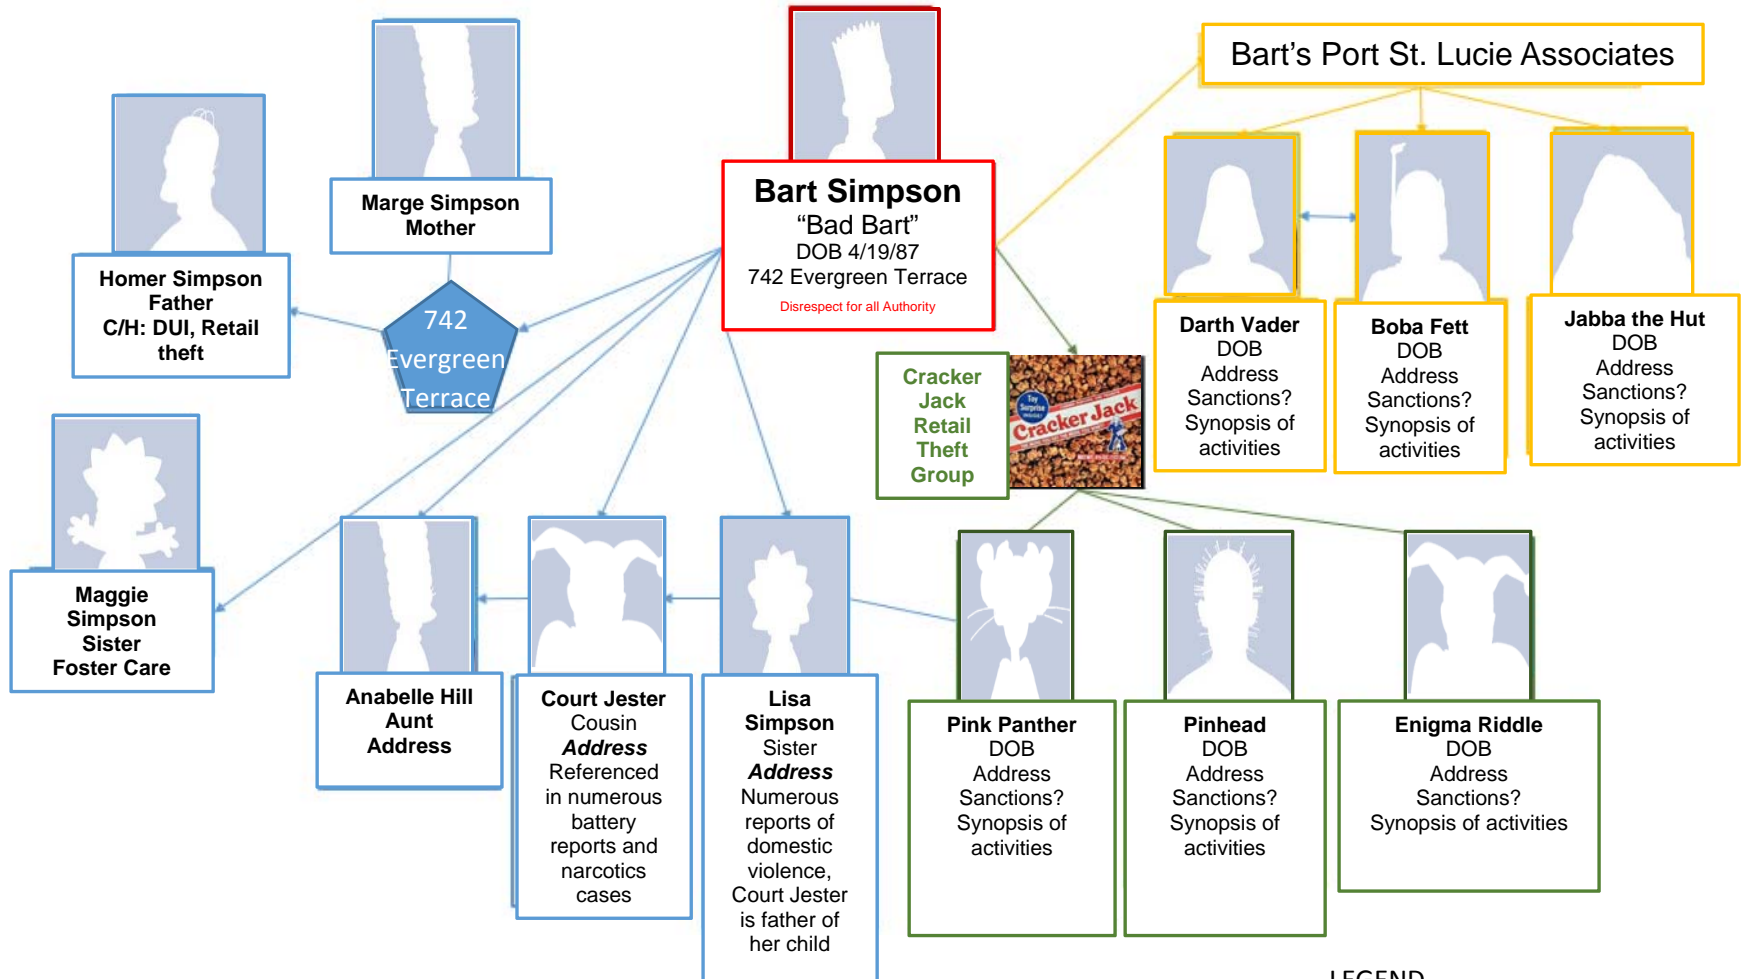 Bart's Port St. Lucie Associates
Marge Simpson
Mother
Bart Simpson
“Bad Bart”
DOB 4/19/87
742 Evergreen Terrace
Disrespect for all Authority
Homer Simpson
Father
C/H: DUI, Retail
theft
742
Evergreen
Terrace
Darth Vader
DOB
Address
Sanctions?
Synopsis of
activities
Boba Fett
DOB
Address
Sanctions?
Synopsis of
activities
Jabba the Hut
DOB
Address
Sanctions?
Synopsis of
activities
Cracker
Jack
Retail
Theft
Group
Toy
Surprise
Cracker Jack
Maggie
Simpson
Sister
Foster Care
Anabelle Hill
Aunt
Address
Court Jester
Cousin
Address
Referenced
in numerous
battery
reports and
narcotics
cases
Lisa
Simpson
Sister
Address
Numerous
reports of
domestic
violence,
Court Jester
is father of
her child
Pink Panther
DOB
Address
Sanctions?
Synopsis of
activities
Pinhead
DOB
Address
Sanctions?
Synopsis of
activities
Enigma Riddle
DOB
Address
Sanctions?
Synopsis of activities
LEGEND